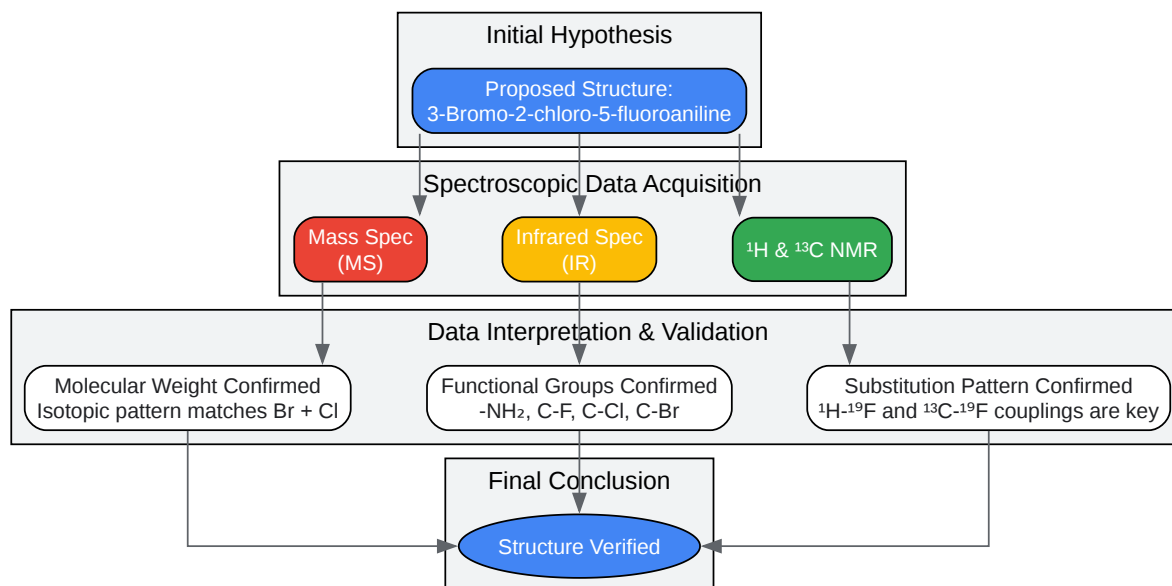 Initial Hypothesis
Proposed Structure:
3-Bromo-2-chloro-5-fluoroaniline
Spectroscopic Data Acquisition
Mass Spec
(MS)
Infrared Spec
(IR)
¹H & ¹³C NMR
Data Interpretation & Validation
Molecular Weight Confirmed
Isotopic pattern matches Br + Cl
Functional Groups Confirmed
-NH₂, C-F, C-Cl, C-Br
Substitution Pattern Confirmed
¹H-¹⁹F and ¹³C-¹⁹F couplings are key
Final Conclusion
Structure Verified